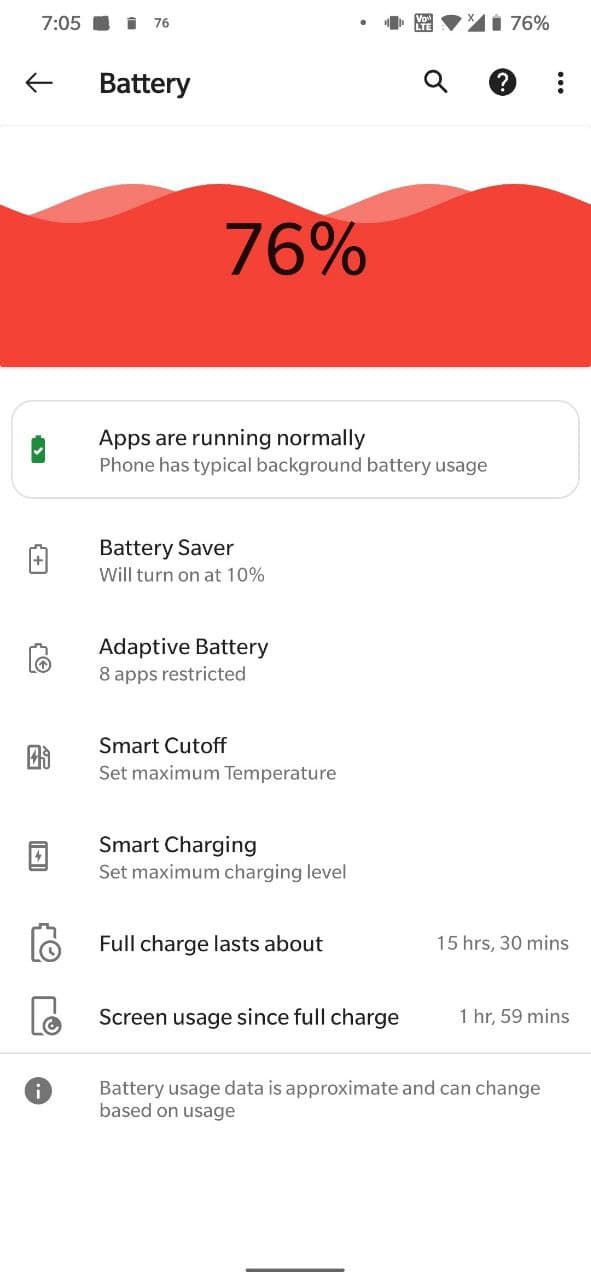 7:05 76 Vo LTE x 76%
Battery
76%
Apps are running normally
Phone has typical background battery usage
Battery Saver
Will turn on at 10%
Adaptive Battery
8 apps restricted
Smart Cutoff
Set maximum Temperature
Smart Charging
Set maximum charging level
Full charge lasts about 15 hrs, 30 mins
Screen usage since full charge 1 hr, 59 mins
Battery usage data is approximate and can change
based on usage